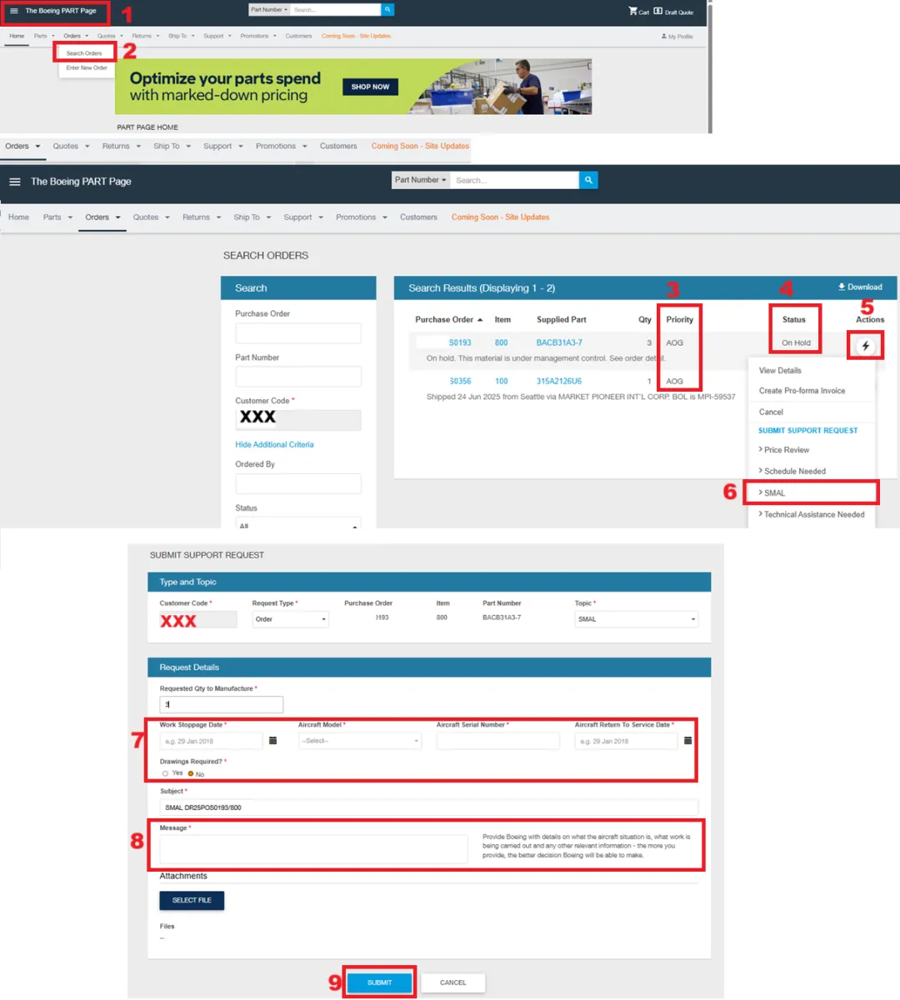 The Boeing PART Page 1 Part Number Search... Cart Draft Quote
Home Parts Orders Quotes Returns Ship To Support Promotions Customers Coming Soon - Site Updates My Profile
Search Orders 2
Enter New Order
Optimize your parts spend
with marked-down pricing
SHOP NOW
PART PAGE HOME
Orders Quotes Returns Ship To Support Promotions Customers Coming Soon - Site Updates
The Boeing PART Page Part Number Search...
Home Parts Orders Quotes Returns Ship To Support Promotions Customers Coming Soon - Site Updates
SEARCH ORDERS
Search
Purchase Order
Part Number
Customer Code *
XXX
Hide Additional Criteria
Ordered By
Status
All
Search Results (Displaying 1 - 2) 3 4 Download
5
Purchase Order Item Supplied Part Qty Priority Status Actions
S0193 800 BACB31A3-7 3 AOG On Hold
On hold. This material is under management control. See order detail.
S0356 100 315A2126U6 1 AOG
Shipped 24 Jun 2025 from Seattle via MARKET PIONEER INT'L CORP. BOL is MPI-59537
View Details
Create Pro-forma Invoice
Cancel
SUBMIT SUPPORT REQUEST
> Price Review
> Schedule Needed
6 > SMAL
> Technical Assistance Needed
SUBMIT SUPPORT REQUEST
Type and Topic
Customer Code * Request Type * Purchase Order Item Part Number Topic *
XXX Order 0193 800 BACB31A3-7 SMAL
Request Details
Requested Qty to Manufacture *
3
7
Work Stoppage Date * Aircraft Model * Aircraft Serial Number * Aircraft Return To Service Date *
e.g. 29 Jan 2018 --Select-- e.g. 29 Jan 2018
Drawings Required? *
Yes No
Subject *
SMAL DR25POS0193/800
8
Message *
Provide Boeing with details on what the aircraft situation is, what work is
being carried out and any other relevant information - the more you
provide, the better decision Boeing will be able to make.
Attachments
SELECT FILE
Files
--
9 SUBMIT CANCEL